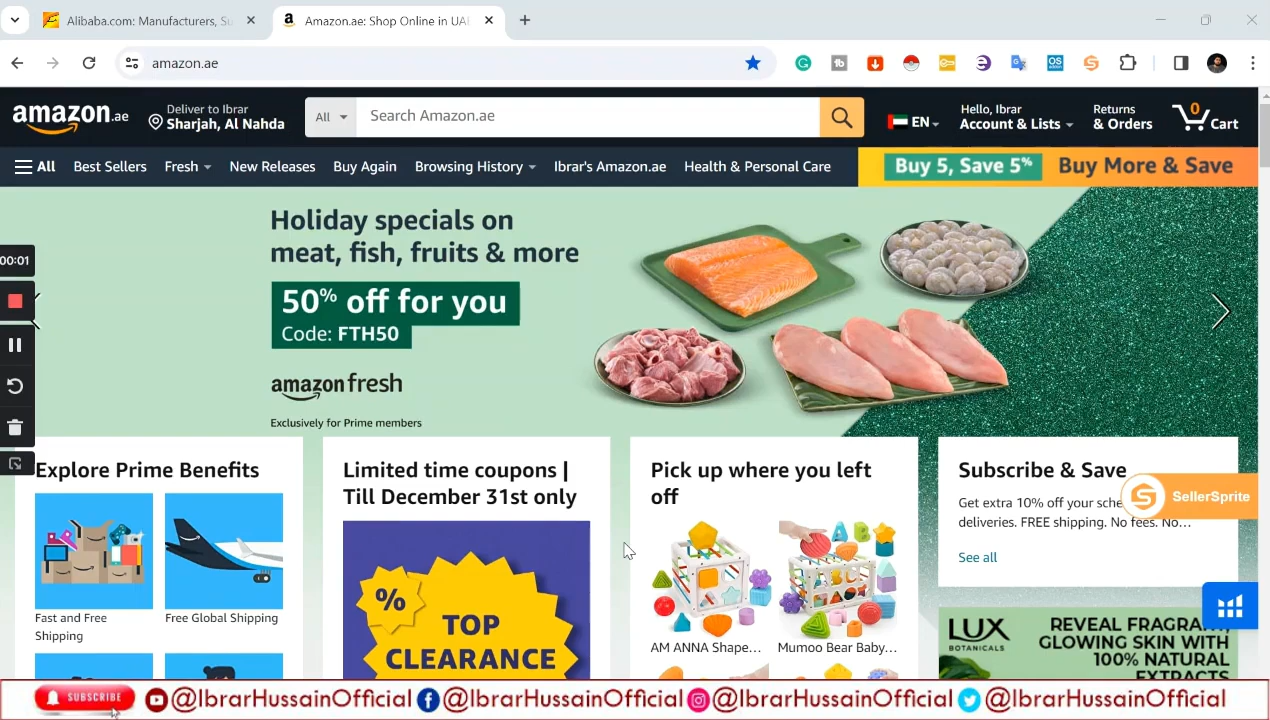 Alibaba.com: Manufacturers, Su
Amazon.ae: Shop Online in UAE
amazon.ae
amazon.ae
Deliver to Ibrar
Sharjah, Al Nahda
All
Search Amazon.ae
EN
Hello, Ibrar
Account & Lists
Returns
& Orders
0
Cart
All
Best Sellers
Fresh
New Releases
Buy Again
Browsing History
Ibrar's Amazon.ae
Health & Personal Care
Buy 5, Save 5%
Buy More & Save
Holiday specials on
meat, fish, fruits & more
50% off for you
Code: FTH50
amazon fresh
Exclusively for Prime members
00:01
Explore Prime Benefits
Fast and Free
Shipping
Free Global Shipping
Limited time coupons |
Till December 31st only
%
TOP
CLEARANCE
Pick up where you left
off
AM ANNA Shape...
Mumoo Bear Baby...
Subscribe & Save
Get extra 10% off your sche
deliveries. FREE shipping. No fees. No...
See all
SellerSprite
LUX
BOTANICALS
REVEAL FRAGRANT,
GLOWING SKIN WITH
100% NATURAL
EXTRACTS
SUBSCRIBE
@IbrarHussainOfficial
@IbrarHussainOfficial
@IbrarHussainOfficial
@IbrarHussainOfficial